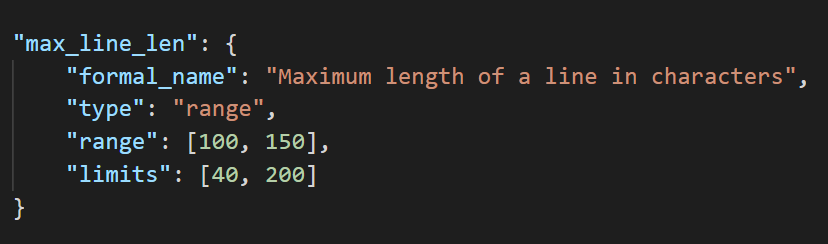 "max_line_len": {
    "formal_name": "Maximum length of a line in characters",
    "type": "range",
    "range": [100, 150],
    "limits": [40, 200]
}